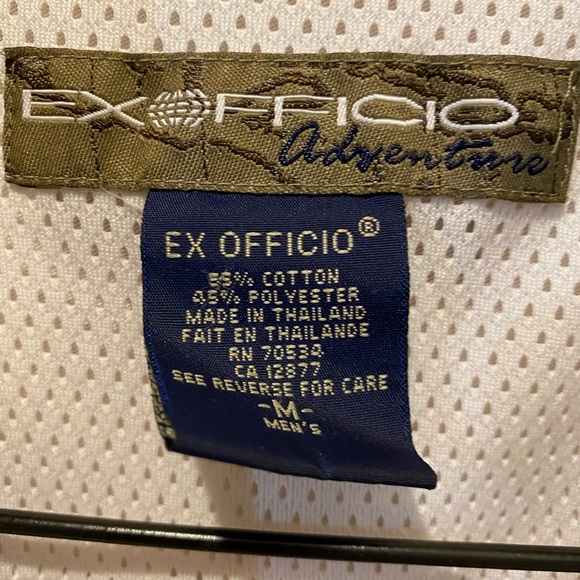 EXOFFICIO
Adventure
EX OFFICIO®
55% COTTON
45% POLYESTER
MADE IN THAILAND
FAIT EN THAILANDE
RN 70534
CA 12877
SEE REVERSE FOR CARE
-M-
MEN'S